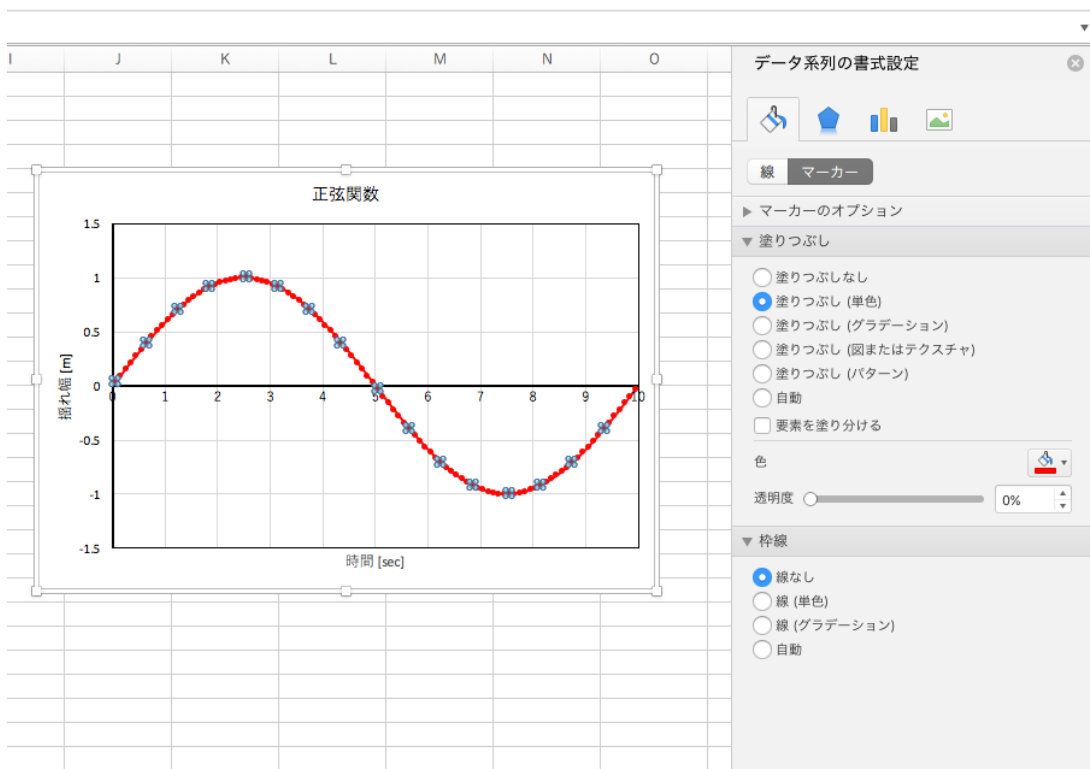 I J K L M N O
正弦関数
1.5
1
0.5
0
-0.5
-1
-1.5
0 1 2 3 4 5 6 7 8 9 10
揺れ幅 [m]
時間 [sec]
データ系列の書式設定
線 マーカー
マーカーのオプション
塗りつぶし
塗りつぶしなし
塗りつぶし (単色)
塗りつぶし (グラデーション)
塗りつぶし (図またはテクスチャ)
塗りつぶし (パターン)
自動
要素を塗り分ける
色
透明度 0%
枠線
線なし
線 (単色)
線 (グラデーション)
自動